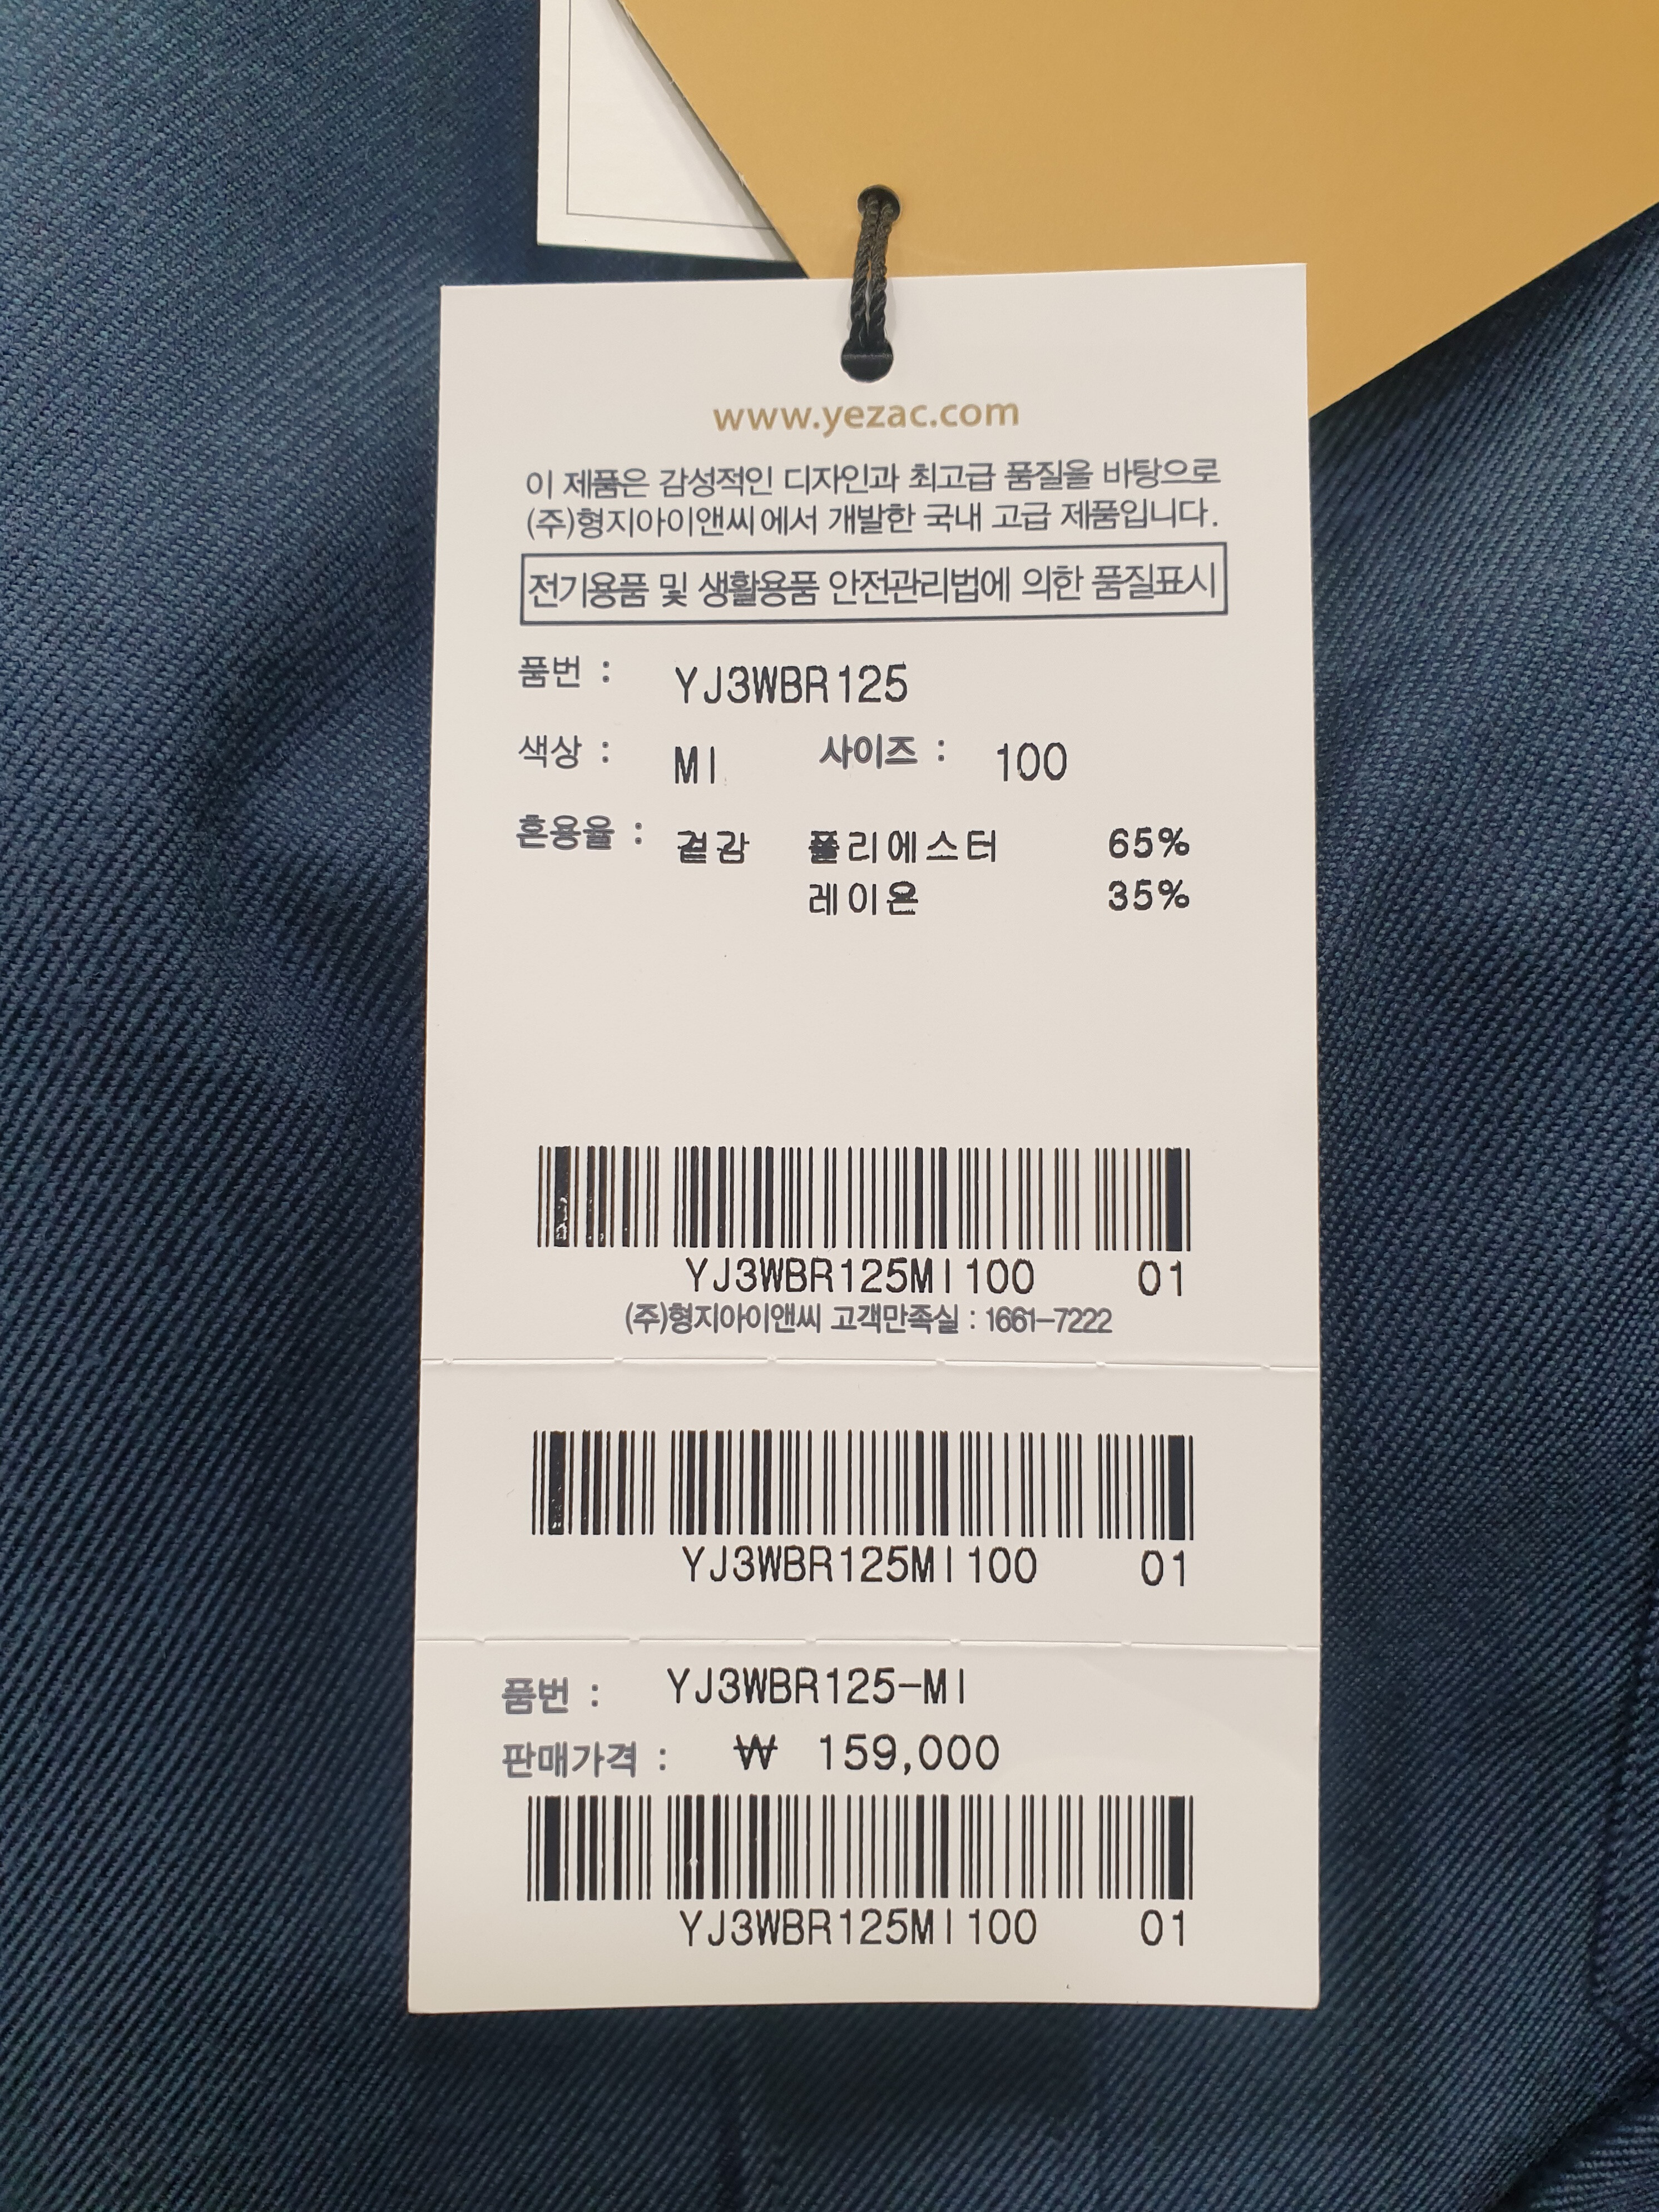 www.yezac.com
이 제품은 감성적인 디자인과 최고급 품질을 바탕으로
(주)형지아이앤씨에서 개발한 국내 고급 제품입니다.
전기용품 및 생활용품 안전관리법에 의한 품질표시
품번 : YJ3WBR125
색상 : MI 사이즈 : 100
혼용율 : 겉감 폴리에스터 65%
레이온 35%
YJ3WBR125MI100 01
(주)형지아이앤씨 고객만족실 : 1661-7222
YJ3WBR125MI100 01
품번 : YJ3WBR125-MI
판매가격 : ₩ 159,000
YJ3WBR125MI100 01